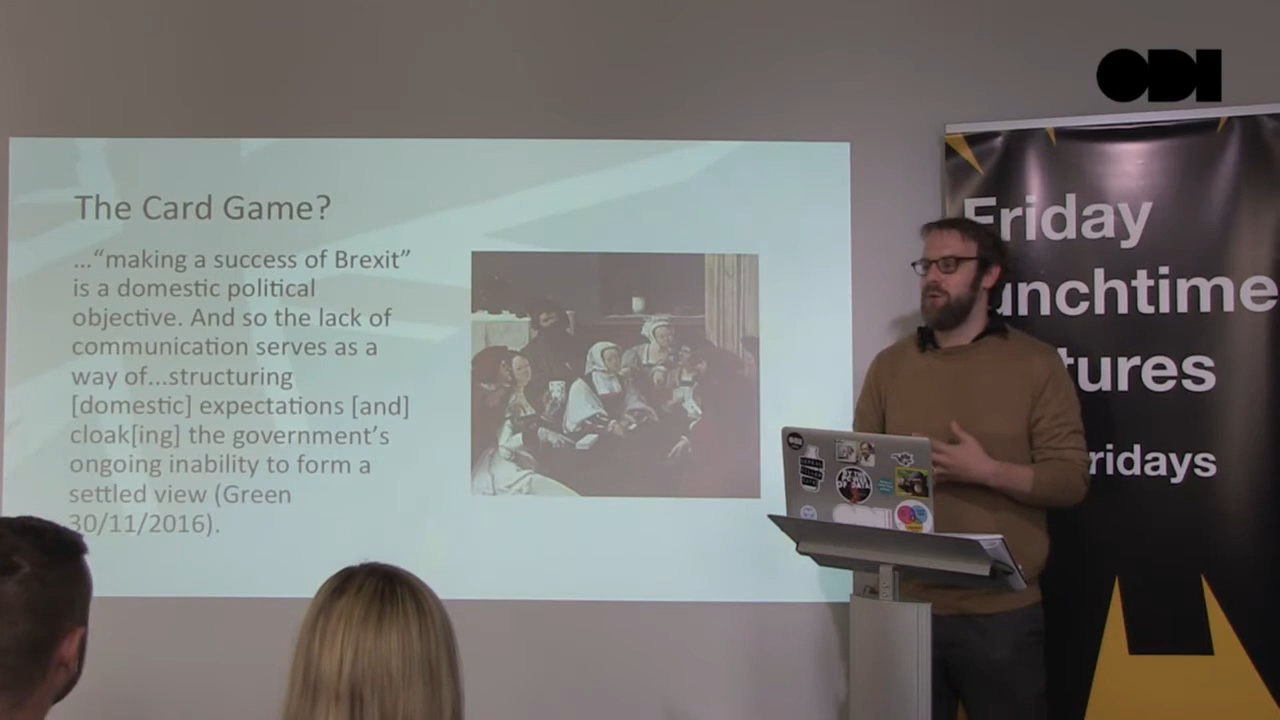 ODI
The Card Game?
…“making a success of Brexit”
is a domestic political
objective. And so the lack of
communication serves as a
way of…structuring
[domestic] expectations [and]
cloak[ing] the government’s
ongoing inability to form a
settled view (Green
30/11/2016).
Friday
unchtime
tures
ridays